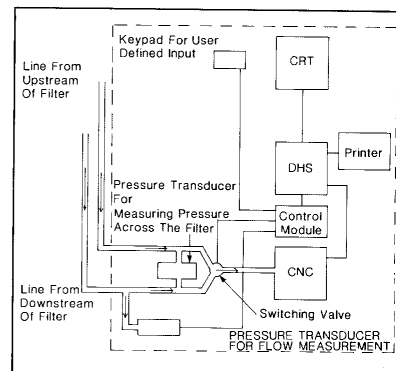 Keypad For User
Defined Input
CRT
Line From
Upstream
Of Filter
DHS
Printer
Pressure Transducer
For
Measuring Pressure
Across The Filter
Control
Module
CNC
Line From
Downstream
Of Filter
Switching Valve
PRESSURE TRANSDUCER
FOR FLOW MEASUREMENT